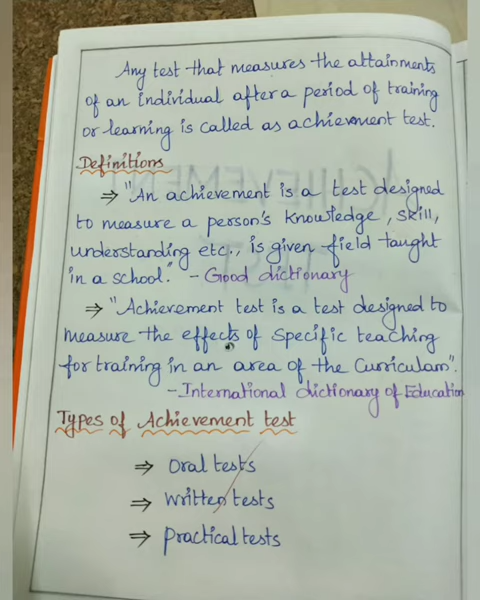 Any test that measures the attainments
of an individual after a period of training
or learning is called as achievement test.
Definitions
⇒ "An achievement is a test designed
to measure a person's knowledge, skill,
understanding etc., is given field taught
in a school." - Good dictionary
⇒ "Achievement test is a test designed to
measure the effects of specific teaching
for training in an area of the Curriculam".
- International dictionary of Education
Types of Achievement test
⇒ Oral tests
⇒ Written tests
⇒ Practical tests